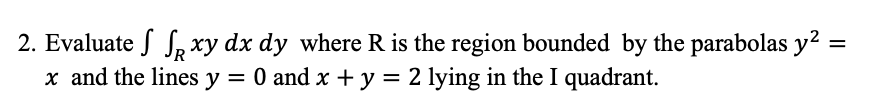 2. Evaluate ∫ ∫_R xy dx dy where R is the region bounded by the parabolas y² =
x and the lines y = 0 and x + y = 2 lying in the I quadrant.